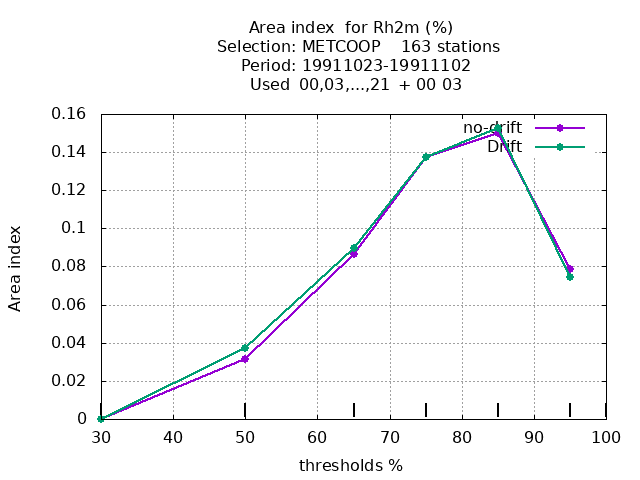 Area index  for Rh2m (%)
Selection: METCOOP    163 stations
Period: 19911023-19911102
Used  00,03,...,21  + 00 03
0.16
no-drift
0.14
Drift
0.12
0.1
0.08
0.06
0.04
0.02
0
Area index
30 40 50 60 70 80 90 100
thresholds %